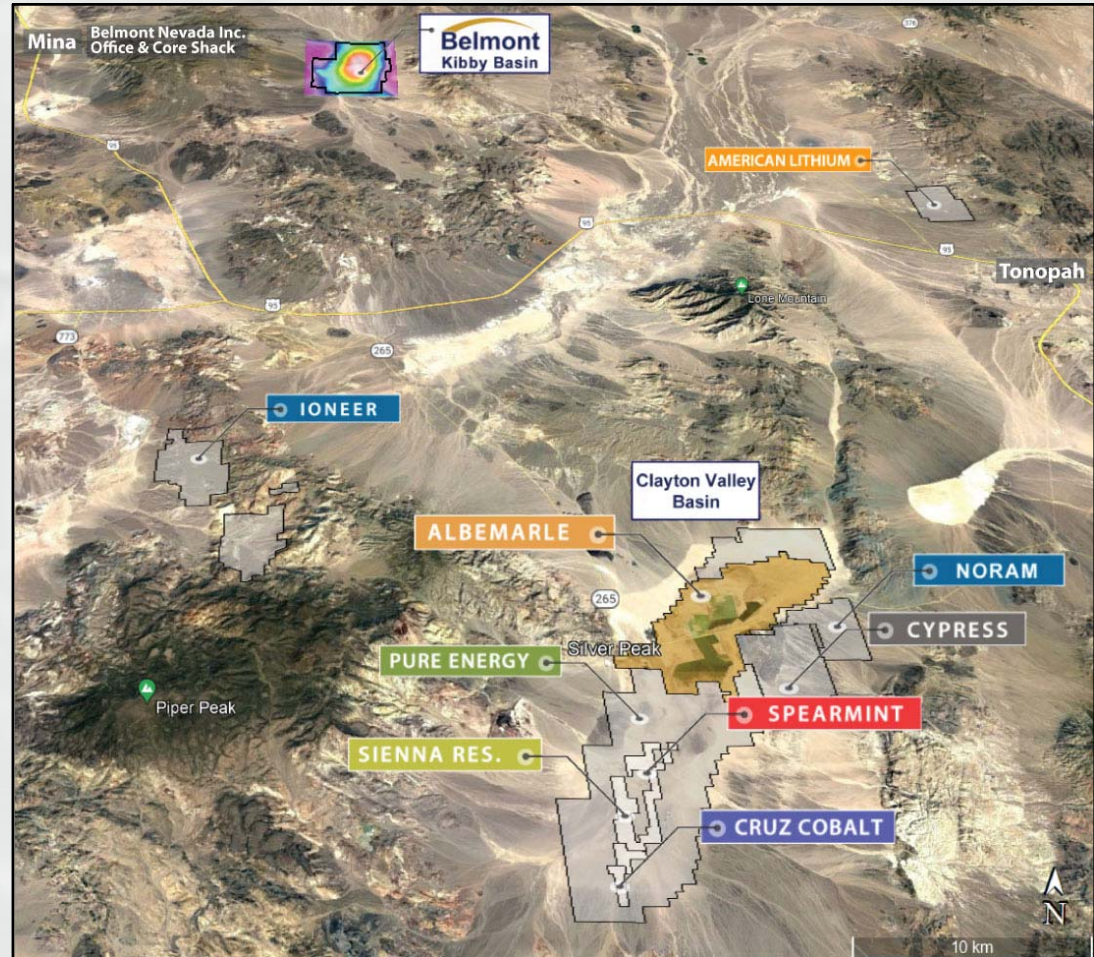 Mina
Belmont Nevada Inc.
Office & Core Shack
Belmont
Kibby Basin
376
95
AMERICAN LITHIUM
95
95
Tonopah
Lone Mountain
95
773
265
IONEER
Clayton Valley
Basin
ALBEMARLE
NORAM
265
CYPRESS
Silver Peak
PURE ENERGY
Piper Peak
SPEARMINT
SIENNA RES.
CRUZ COBALT
N
10 km